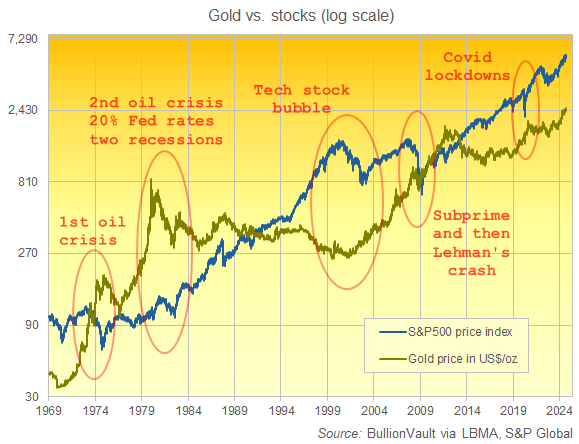 Gold vs. stocks (log scale)
7,290
2,430
810
270
90
30
Covid
lockdowns
2nd oil crisis
20% Fed rates
two recessions
Tech stock
bubble
1st oil
crisis
Subprime
and then
Lehman's
crash
S&P500 price index
Gold price in US$/oz
1969 1974 1979 1984 1989 1994 1999 2004 2009 2014 2019 2024
Source: BullionVault via LBMA, S&P Global